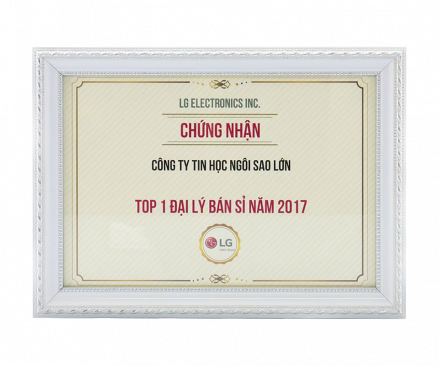 LG ELECTRONICS INC.
CHỨNG NHẬN
CÔNG TY TIN HỌC NGÔI SAO LỚN
TOP 1 ĐẠI LÝ BÁN SỈ NĂM 2017
LG